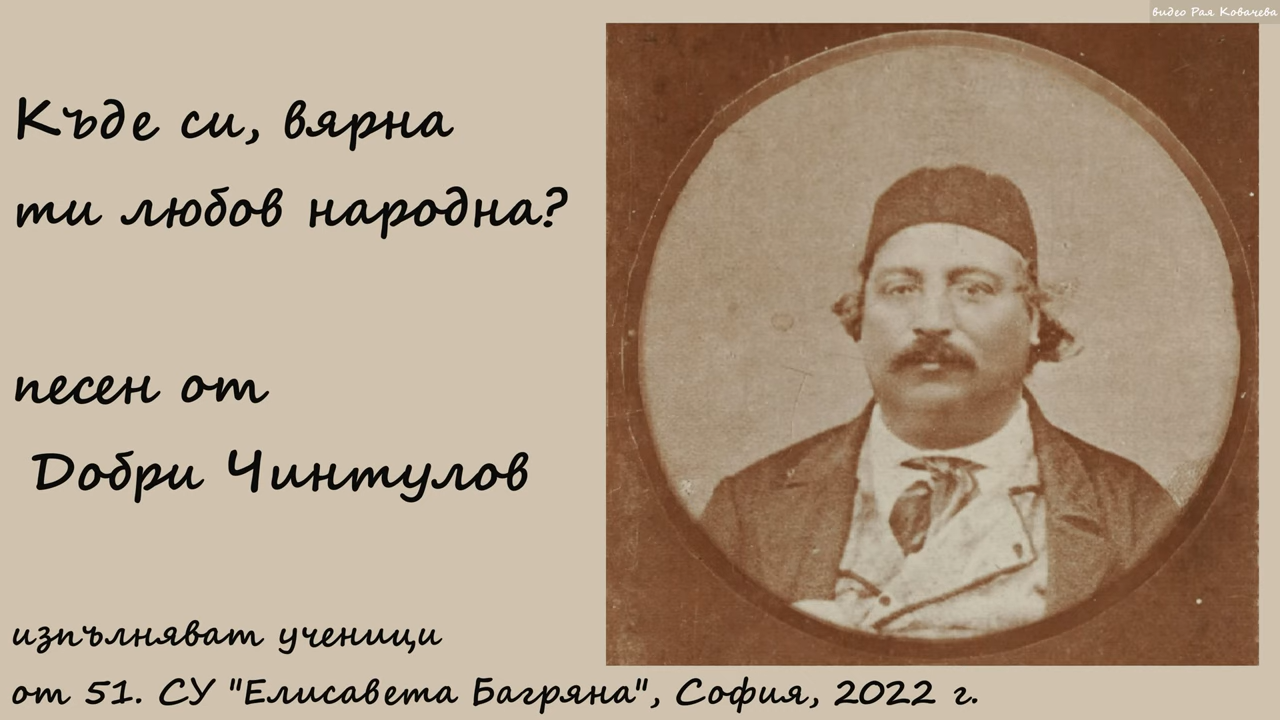 видео Рая Ковачева
Къде си, вярна
ти любов народна?
песен от
Добри Чинтулов
изпълняват ученици
от 51. СУ "Елисавета Багряна", София, 2022 г.